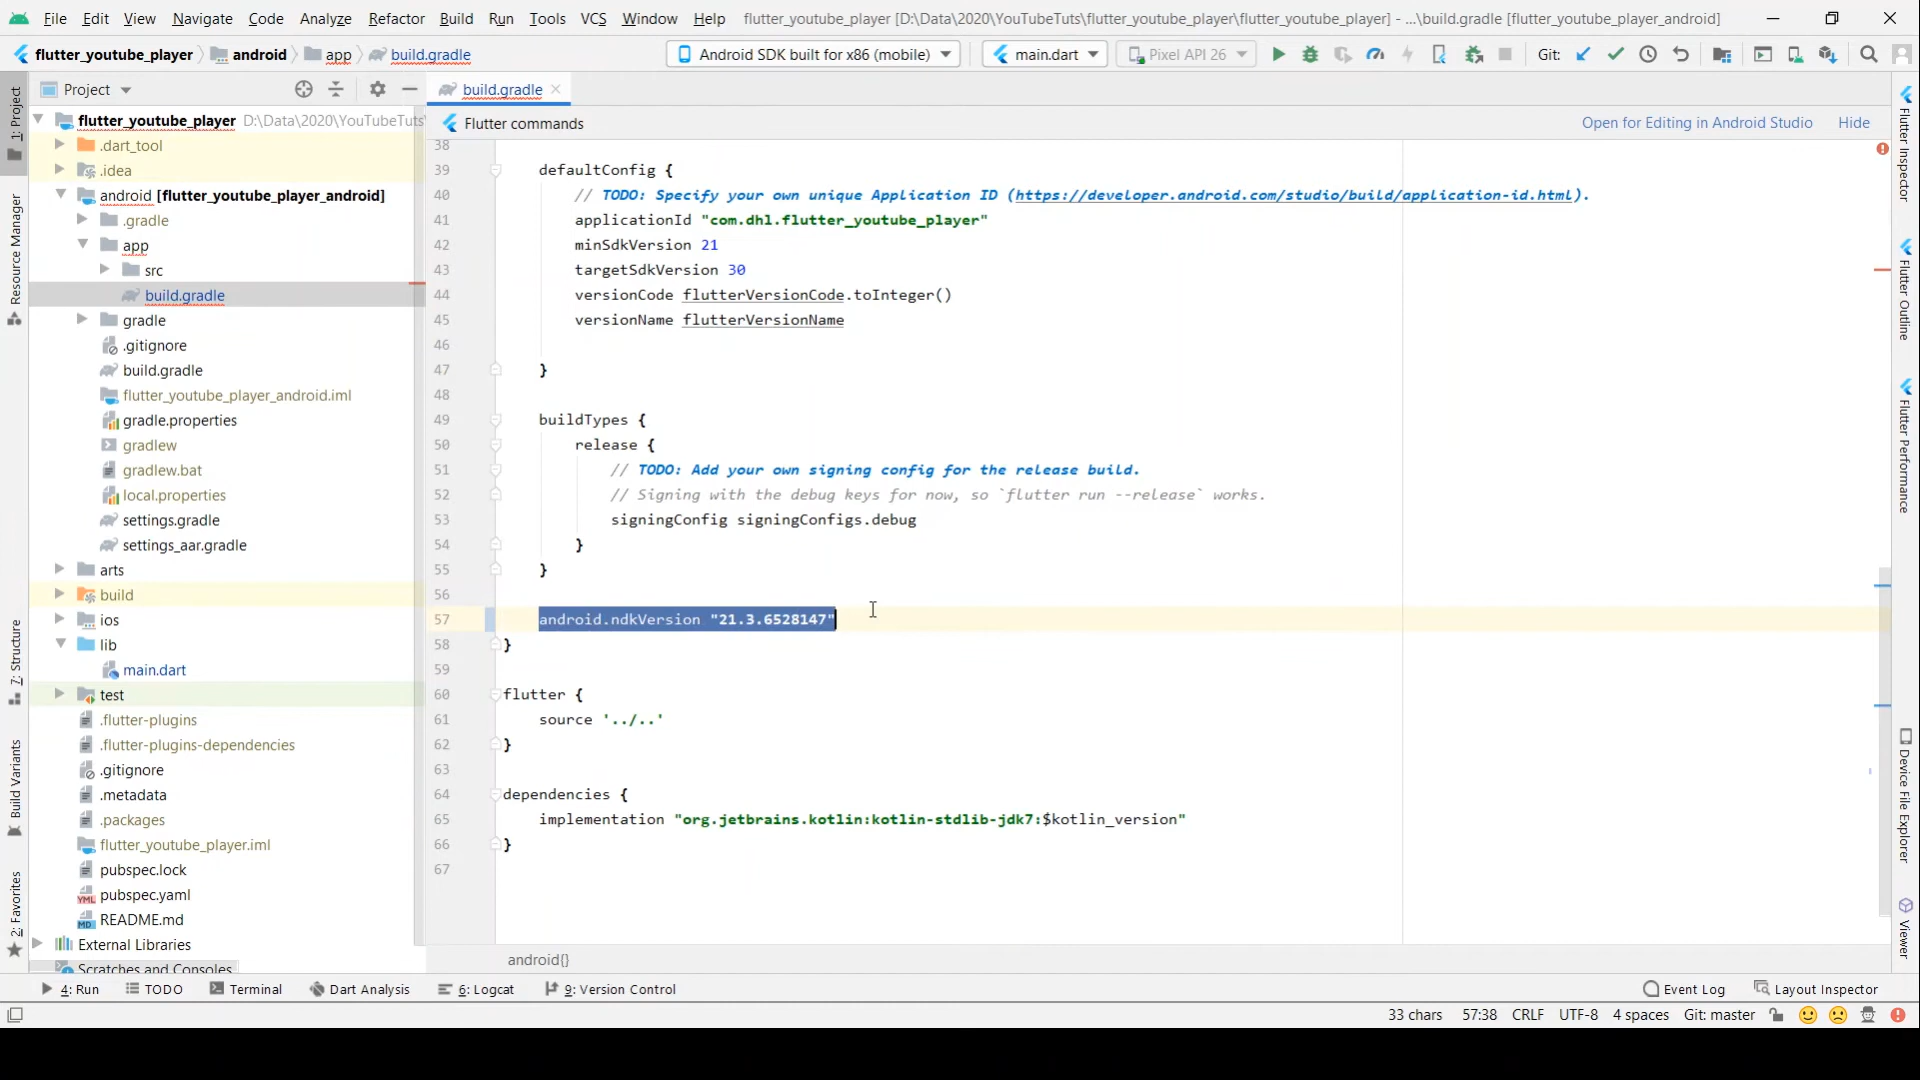 File Edit View Navigate Code Analyze Refactor Build Run Tools VCS Window Help flutter_youtube_player [D:\Data\2020\YouTubeTuts\flutter_youtube_player\flutter_youtube_player] - ...\build.gradle [flutter_youtube_player_android]
flutter_youtube_player android app build.gradle Android SDK built for x86 (mobile) main.dart Pixel API 26 Git:
Project
build.gradle
Flutter commands Open for Editing in Android Studio Hide
1: Project
Resource Manager
7: Structure
Build Variants
2: Favorites
flutter_youtube_player D:\Data\2020\YouTubeTuts
.dart_tool
.idea
android [flutter_youtube_player_android]
.gradle
app
src
build.gradle
gradle
.gitignore
build.gradle
flutter_youtube_player_android.iml
gradle.properties
gradlew
gradlew.bat
local.properties
settings.gradle
settings_aar.gradle
arts
build
ios
lib
main.dart
test
.flutter-plugins
.flutter-plugins-dependencies
.gitignore
.metadata
.packages
flutter_youtube_player.iml
pubspec.lock
pubspec.yaml
README.md
External Libraries
Scratches and Consoles
38
39 defaultConfig {
40 // TODO: Specify your own unique Application ID (https://developer.android.com/studio/build/application-id.html).
41 applicationId "com.dhl.flutter_youtube_player"
42 minSdkVersion 21
43 targetSdkVersion 30
44 versionCode flutterVersionCode.toInteger()
45 versionName flutterVersionName
46
47 }
48
49 buildTypes {
50 release {
51 // TODO: Add your own signing config for the release build.
52 // Signing with the debug keys for now, so `flutter run --release` works.
53 signingConfig signingConfigs.debug
54 }
55 }
56
57 android.ndkVersion "21.3.6528147"
58 }
59
60 flutter {
61 source '../..'
62 }
63
64 dependencies {
65 implementation "org.jetbrains.kotlin:kotlin-stdlib-jdk7:$kotlin_version"
66 }
67
android{}
Flutter Inspector
Flutter Outline
Flutter Performance
Device File Explorer
Viewer
4: Run TODO Terminal Dart Analysis 6: Logcat 9: Version Control Event Log Layout Inspector
33 chars 57:38 CRLF UTF-8 4 spaces Git: master